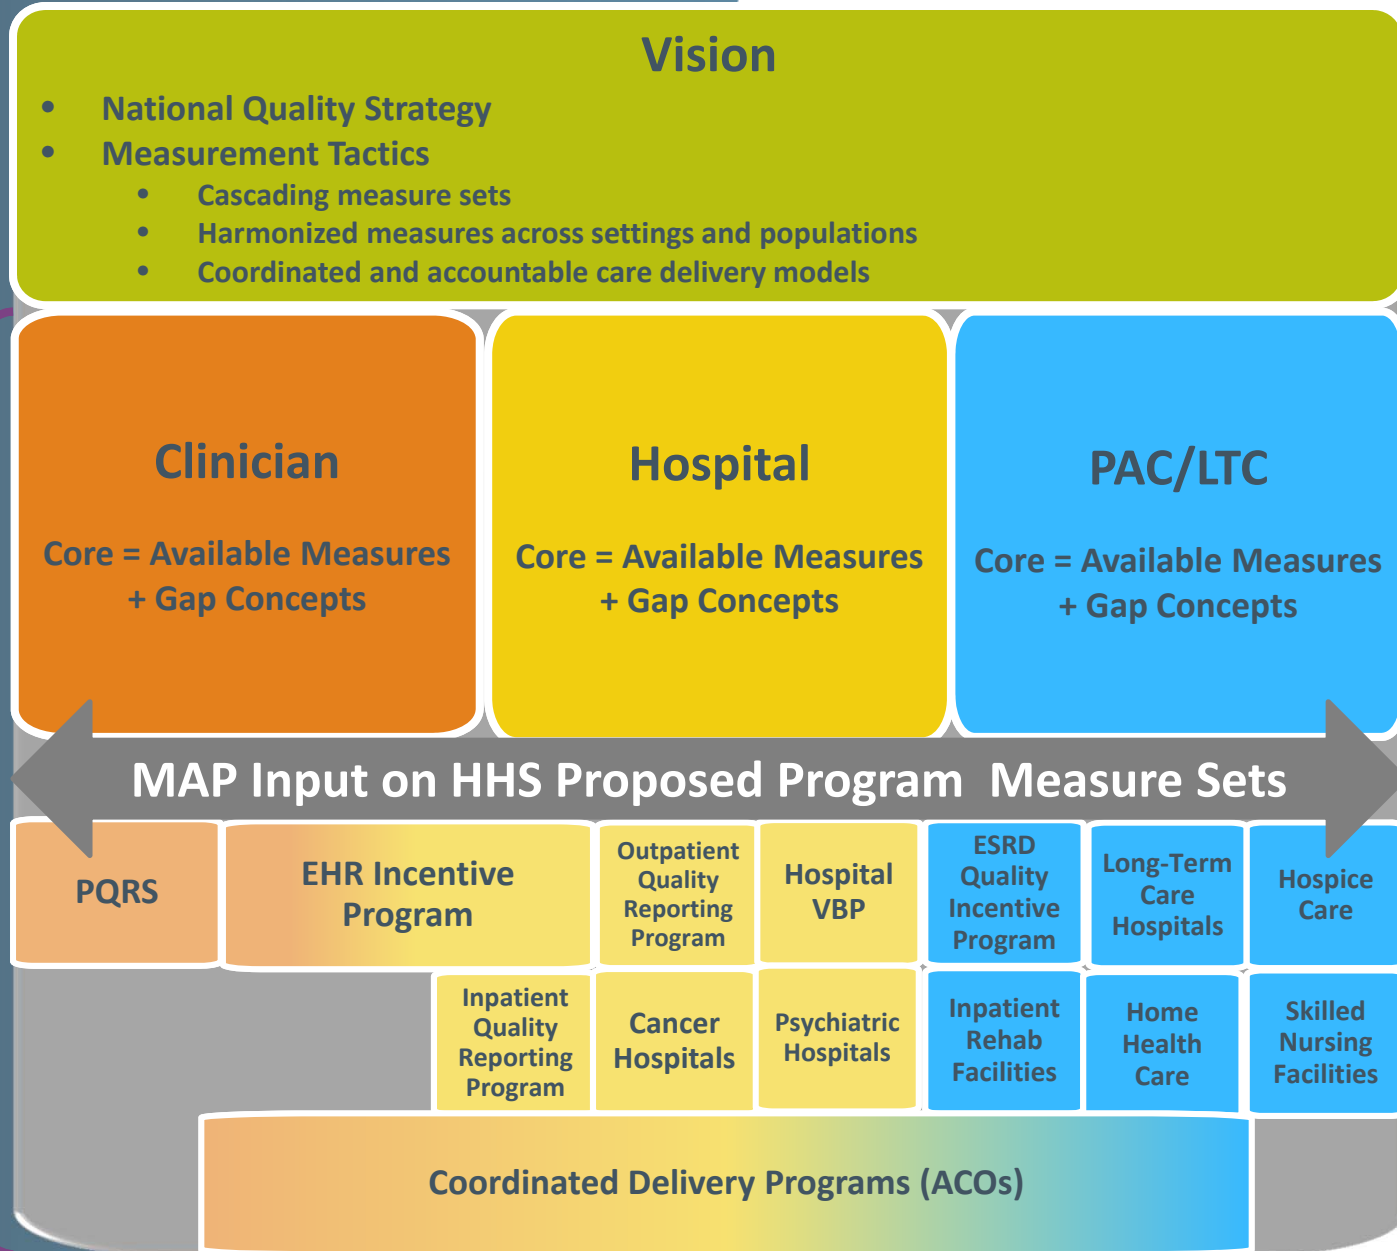 Vision
• National Quality Strategy
• Measurement Tactics
• Cascading measure sets
• Harmonized measures across settings and populations
• Coordinated and accountable care delivery models
Clinician
Core = Available Measures
+ Gap Concepts
Hospital
Core = Available Measures
+ Gap Concepts
PAC/LTC
Core = Available Measures
+ Gap Concepts
MAP Input on HHS Proposed Program Measure Sets
PQRS
EHR Incentive
Program
Outpatient
Quality
Reporting
Program
Hospital
VBP
ESRD
Quality
Incentive
Program
Long-Term
Care
Hospitals
Hospice
Care
Inpatient
Quality
Reporting
Program
Cancer
Hospitals
Psychiatric
Hospitals
Inpatient
Rehab
Facilities
Home
Health
Care
Skilled
Nursing
Facilities
Coordinated Delivery Programs (ACOs)